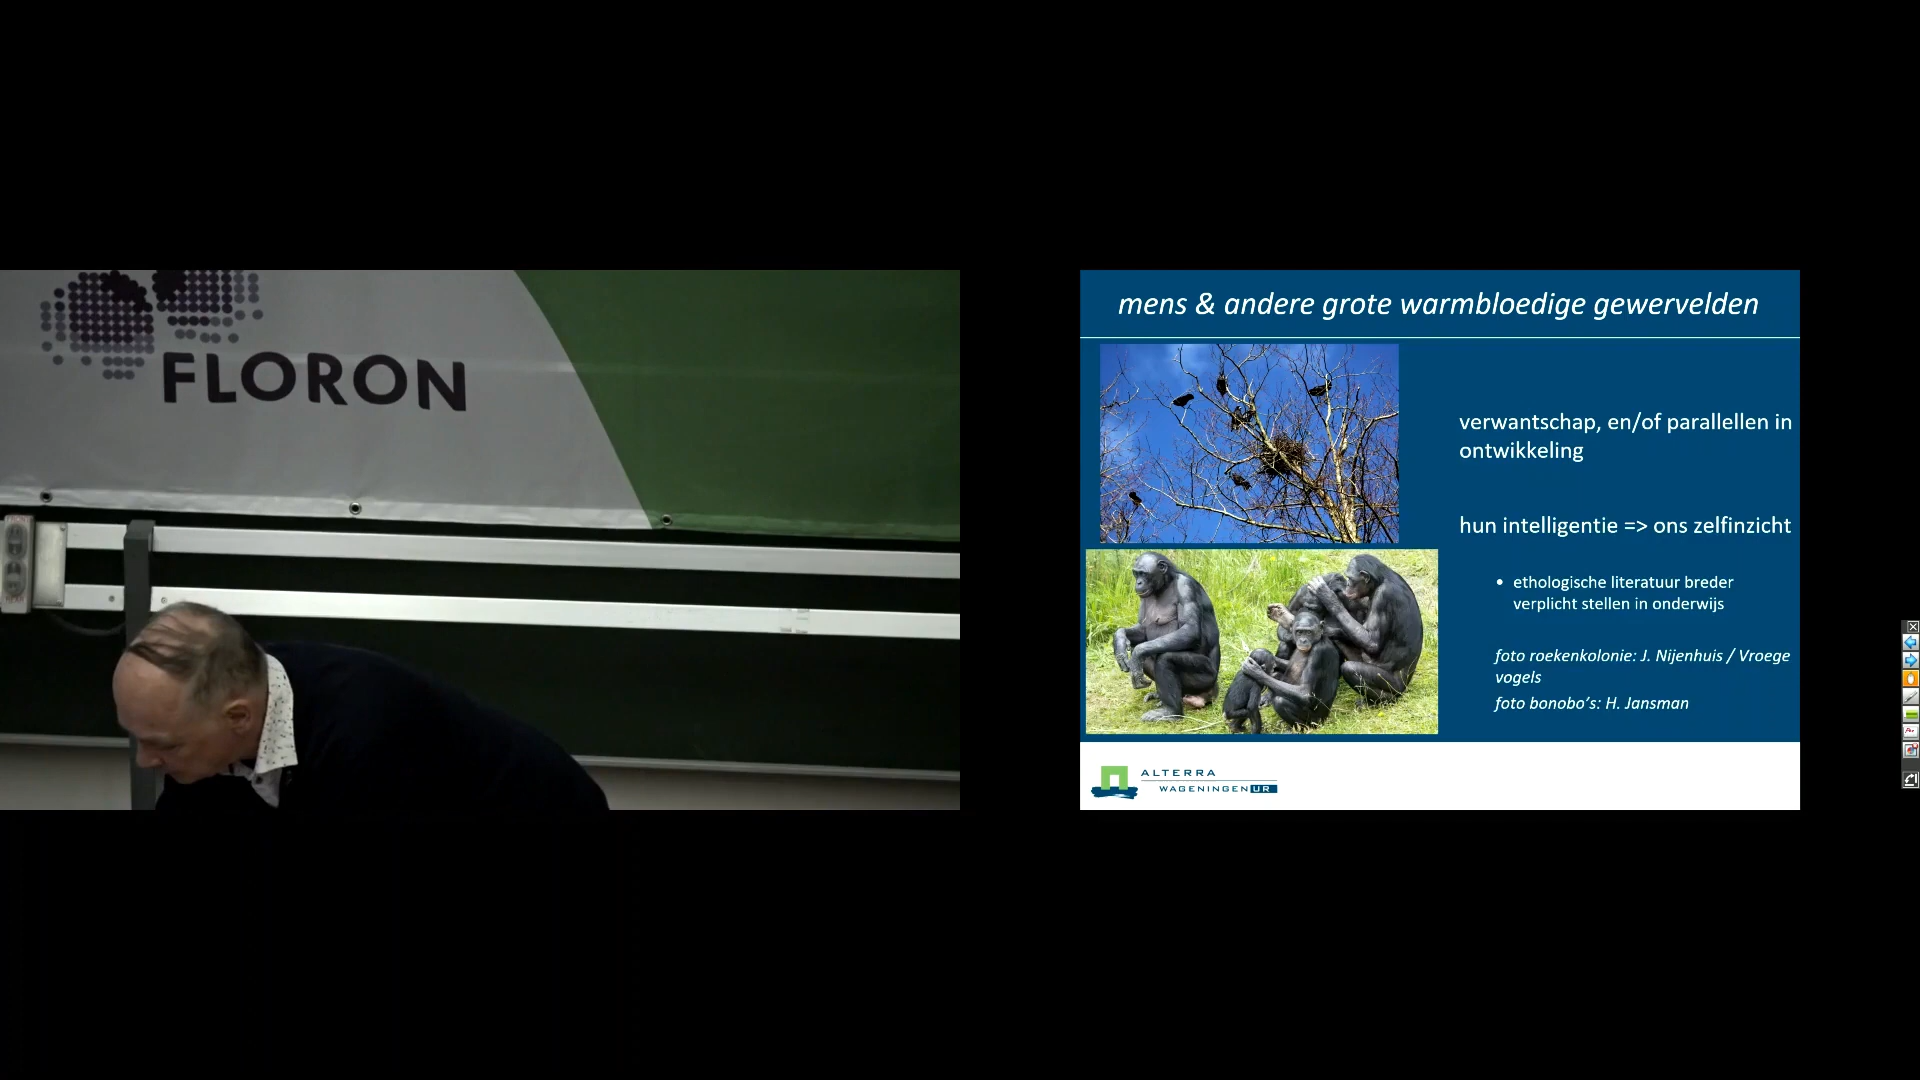 FLORON
mens & andere grote warmbloedige gewervelden
verwantschap, en/of parallellen in
ontwikkeling
hun intelligentie => ons zelfinzicht
• ethologische literatuur breder
verplicht stellen in onderwijs
foto roekenkolonie: J. Nijenhuis / Vroege
vogels
foto bonobo's: H. Jansman
ALTERRA
WAGENINGEN UR